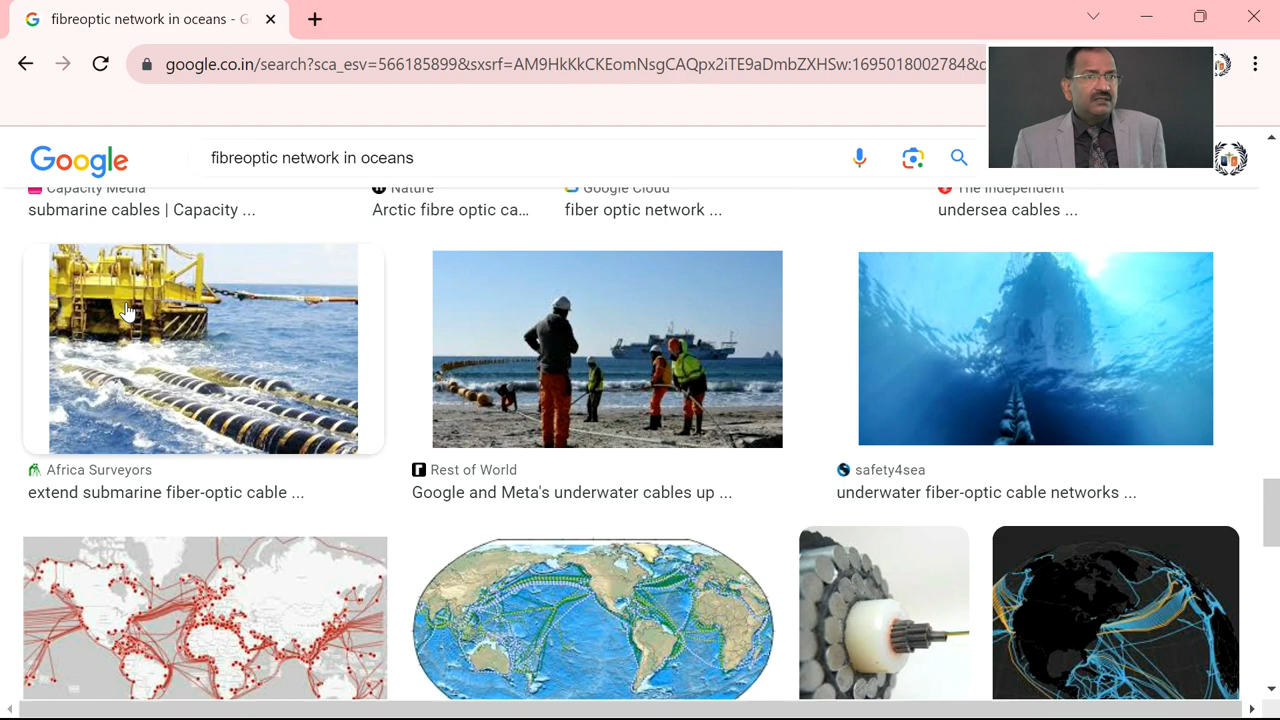 fibreoptic network in oceans - G
google.co.in/search?sca_esv=566185899&sxsrf=AM9HkKkCKEomNsgCAQpx2iTE9aDmbZXHSw:1695018002784&
Google
fibreoptic network in oceans
Capacity Media
Nature
Google Cloud
The Independent
submarine cables | Capacity ...
Arctic fibre optic ca...
fiber optic network ...
undersea cables ...
Africa Surveyors
Rest of World
safety4sea
extend submarine fiber-optic cable ...
Google and Meta's underwater cables up ...
underwater fiber-optic cable networks ...